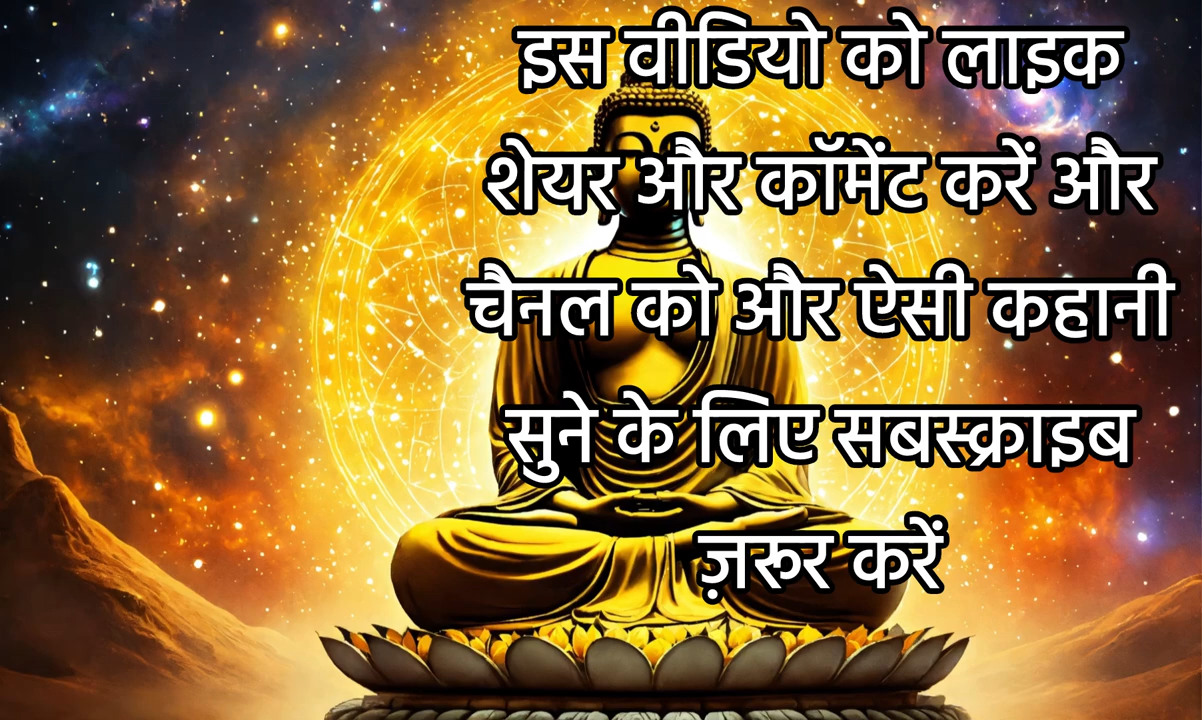 इस वीडियो को लाइक
शेयर और कॉमेंट करें और
चैनल को और ऐसी कहानी
सुने के लिए सबस्क्राइब
ज़रूर करें